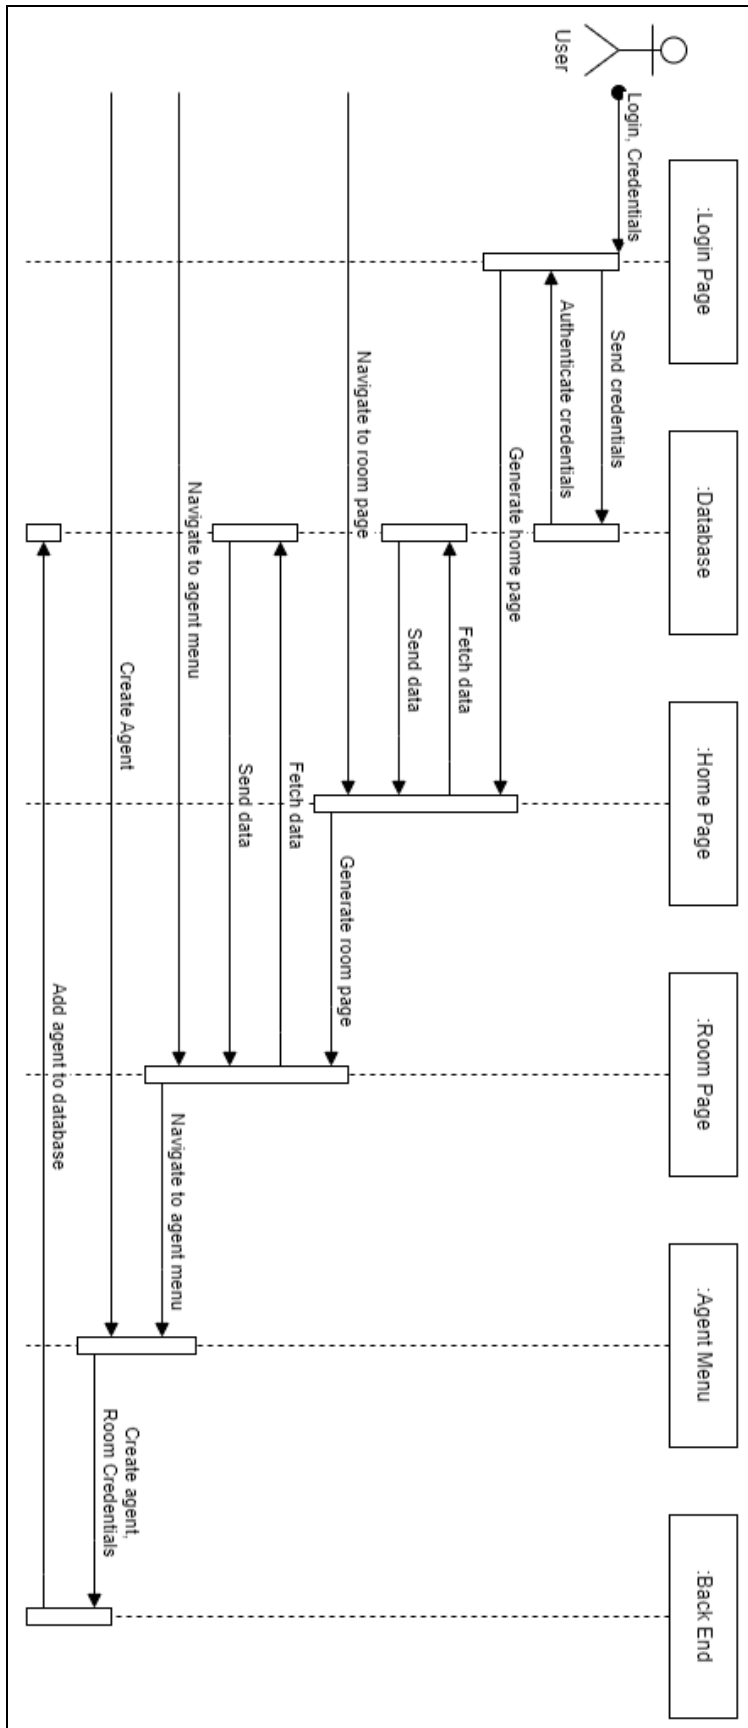 User
:Login Page
:Database
:Home Page
:Room Page
:Agent Menu
:Back End
Login, Credentials
Send credentials
Authenticate credentials
Generate home page
Fetch data
Send data
Navigate to room page
Generate room page
Fetch data
Send data
Navigate to agent menu
Navigate to agent menu
Create Agent
Create agent,
Room Credentials
Add agent to database